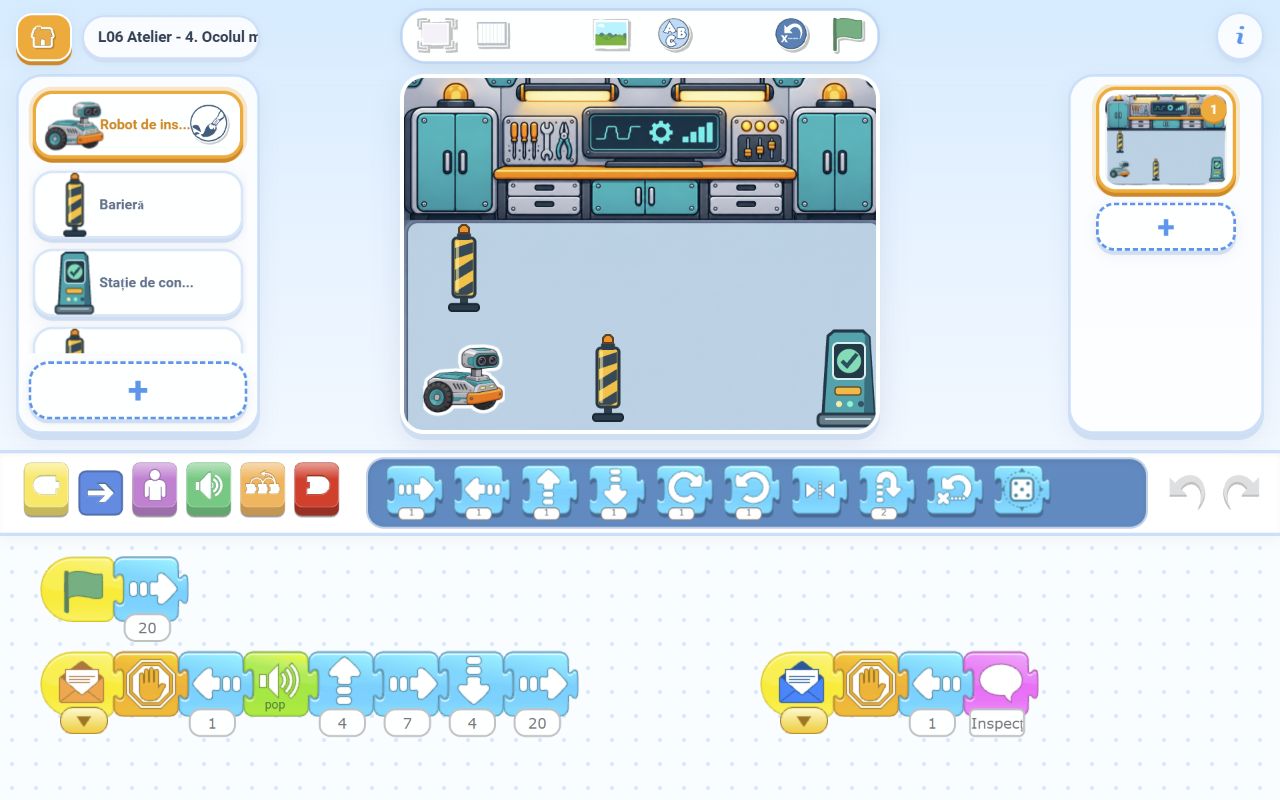 L06 Atelier - 4. Ocolul m
A
B
C
x
i
Robot de ins...
1
Barieră
Stație de con...
+
+
1
1
1
1
1
1
2
x
20
pop
1
4
7
4
20
1
Inspecț